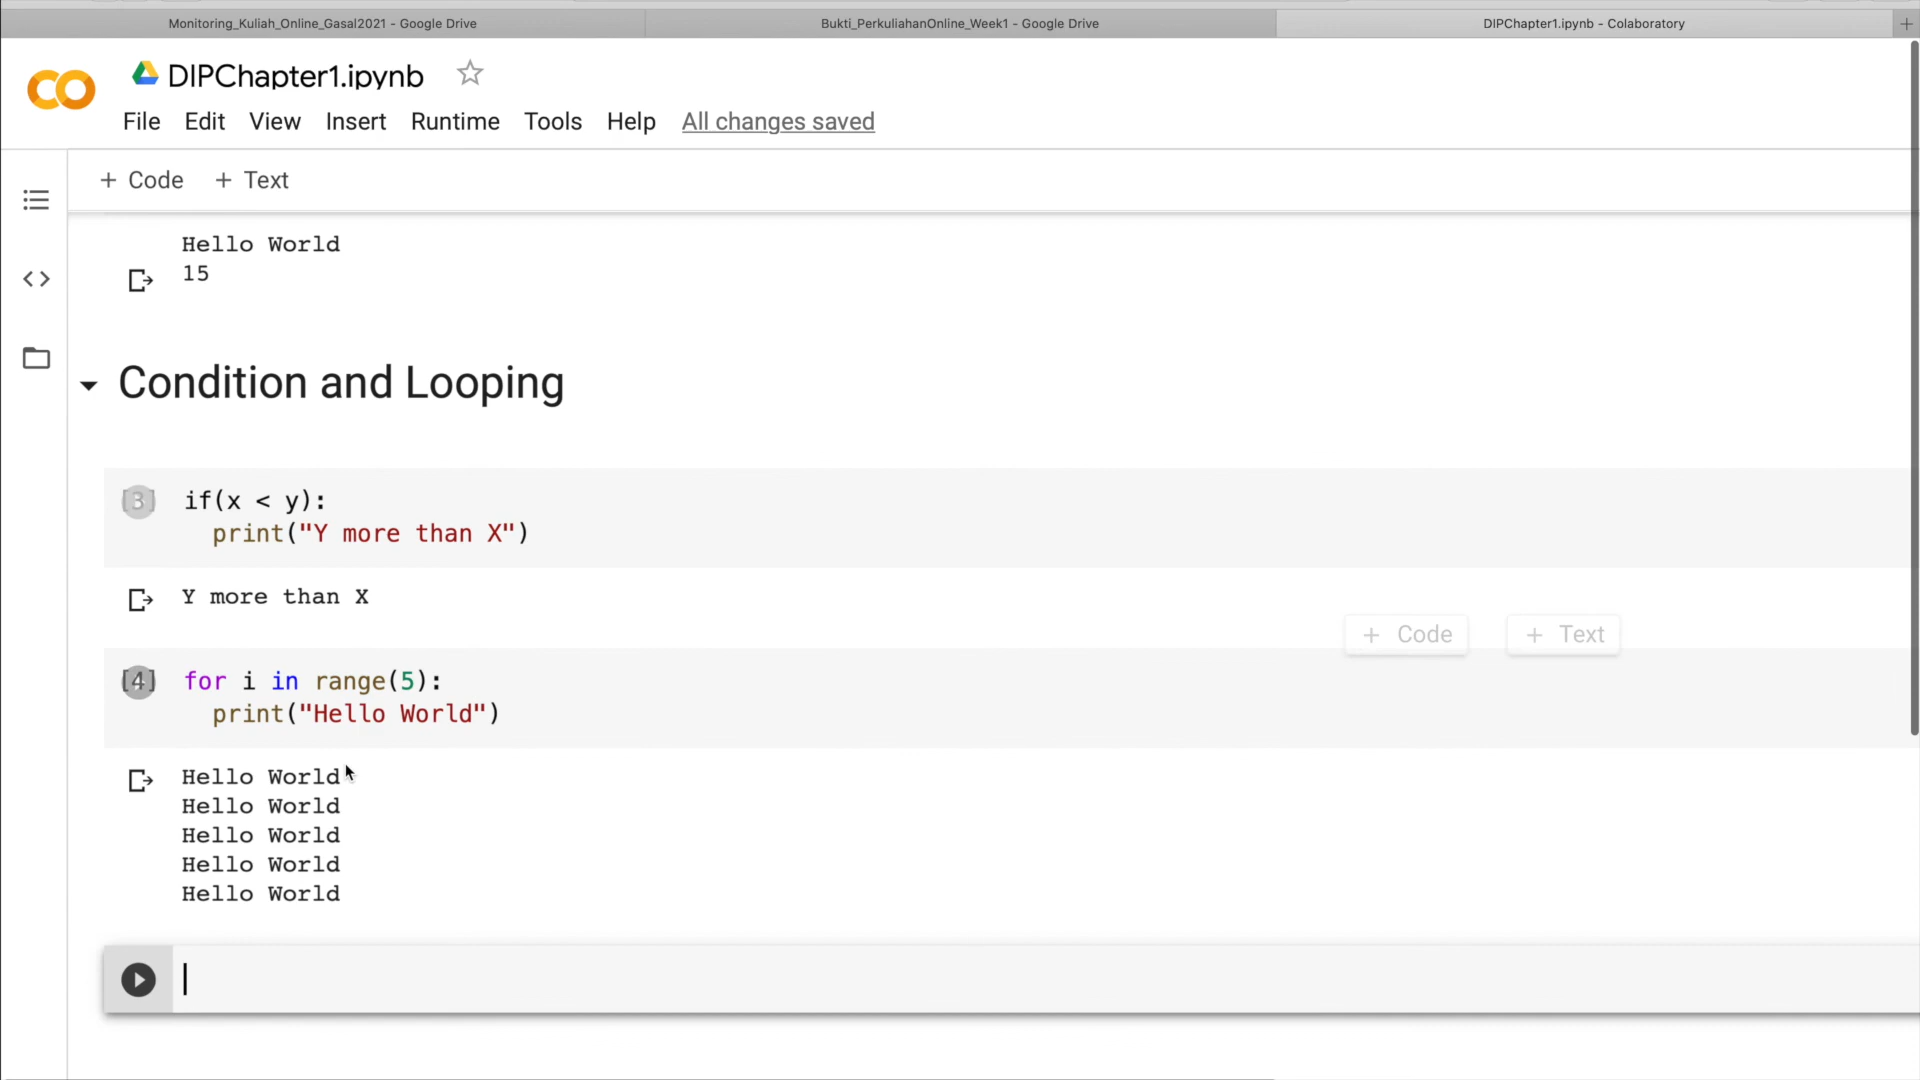 Monitoring_Kuliah_Online_Gasal2021 - Google Drive
Bukti_PerkuliahanOnline_Week1 - Google Drive
DIPChapter1.ipynb - Colaboratory
DIPChapter1.ipynb
File Edit View Insert Runtime Tools Help All changes saved
+ Code + Text
Hello World
15
Condition and Looping
[3] if(x < y):
print("Y more than X")
Y more than X
+ Code + Text
[4] for i in range(5):
print("Hello World")
Hello World
Hello World
Hello World
Hello World
Hello World